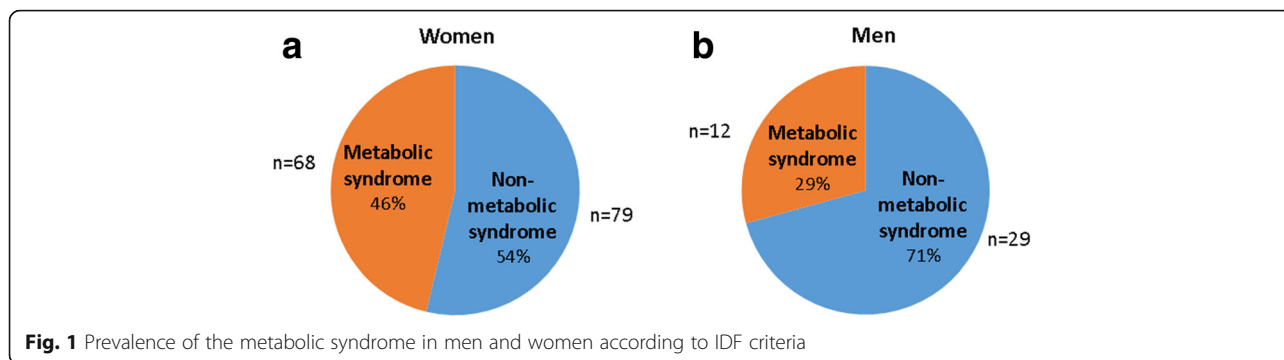 a
Women
n=68
Metabolic
syndrome
46%
Non-
metabolic
syndrome
54%
n=79
b
Men
n=12
Metabolic
syndrome
29%
Non-
metabolic
syndrome
71%
n=29
Fig. 1 Prevalence of the metabolic syndrome in men and women according to IDF criteria